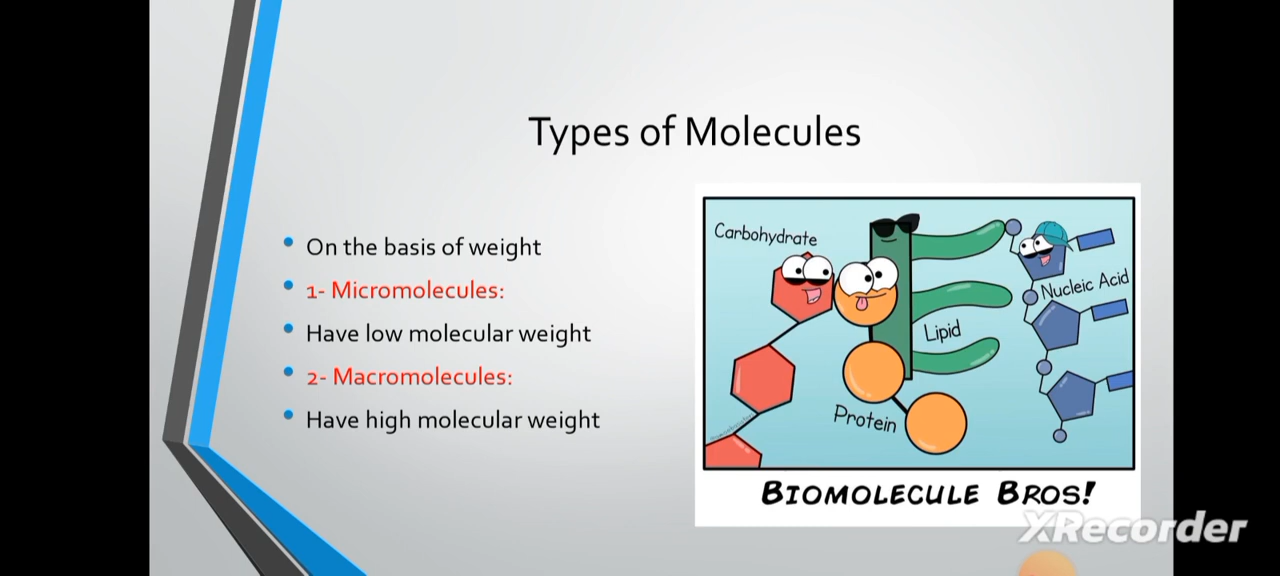 Types of Molecules
On the basis of weight
1- Micromolecules:
Have low molecular weight
2- Macromolecules:
Have high molecular weight
Carbohydrate
Nucleic Acid
Lipid
Protein
BIOMOLECULE BROS!
XRecorder